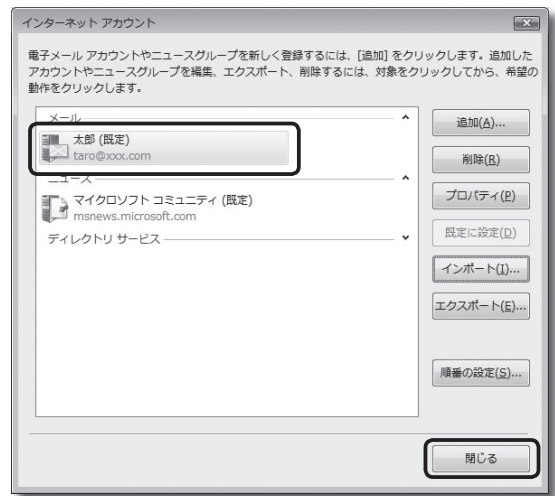 インターネット アカウント
電子メール アカウントやニュースグループを新しく登録するには、[追加] をクリックします。追加した
アカウントやニュースグループを編集、エクスポート、削除するには、対象をクリックしてから、希望の
動作をクリックします。
メール
太郎 (既定)
taro@xxx.com
ニュース
マイクロソフト コミュニティ (既定)
msnews.microsoft.com
ディレクトリ サービス
追加(A)...
削除(R)
プロパティ(P)
既定に設定(D)
インポート(I)...
エクスポート(E)...
順番の設定(S)...
閉じる